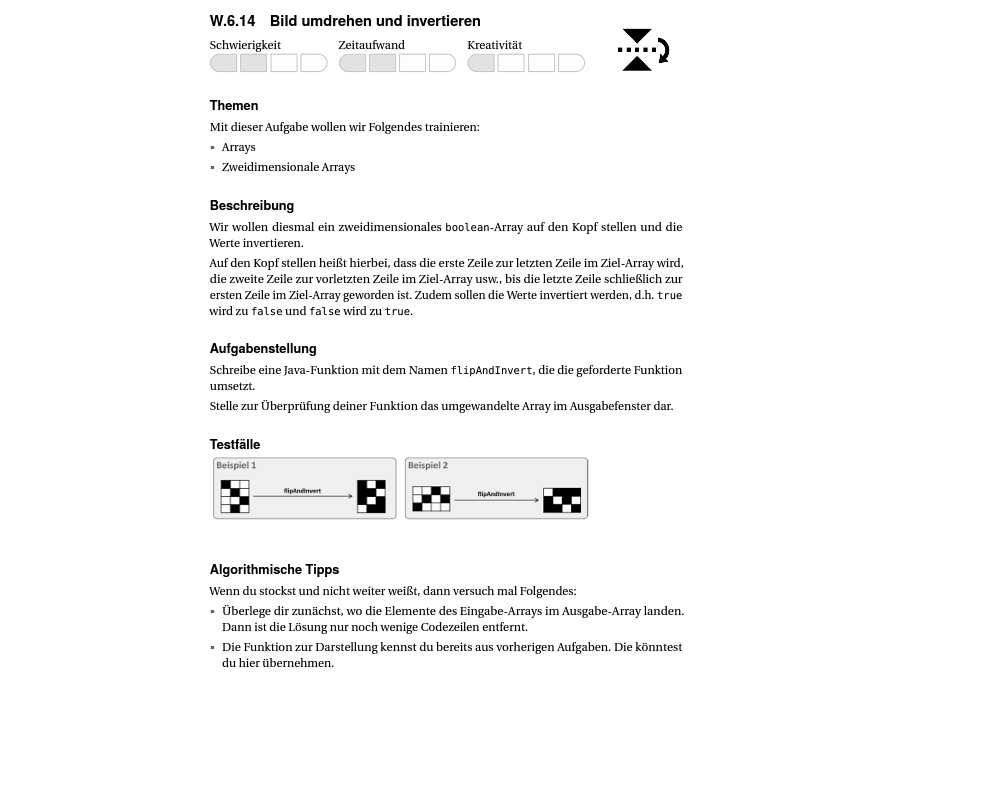 W.6.14 Bild umdrehen und invertieren
Schwierigkeit Zeitaufwand Kreativität
Themen
Mit dieser Aufgabe wollen wir Folgendes trainieren:
▪ Arrays
▪ Zweidimensionale Arrays
Beschreibung
Wir wollen diesmal ein zweidimensionales boolean-Array auf den Kopf stellen und die
Werte invertieren.
Auf den Kopf stellen heißt hierbei, dass die erste Zeile zur letzten Zeile im Ziel-Array wird,
die zweite Zeile zur vorletzten Zeile im Ziel-Array usw., bis die letzte Zeile schließlich zur
ersten Zeile im Ziel-Array geworden ist. Zudem sollen die Werte invertiert werden, d.h. true
wird zu false und false wird zu true.
Aufgabenstellung
Schreibe eine Java-Funktion mit dem Namen flipAndInvert, die die geforderte Funktion
umsetzt.
Stelle zur Überprüfung deiner Funktion das umgewandelte Array im Ausgabefenster dar.
Testfälle
Beispiel 1 Beispiel 2
flipAndInvert flipAndInvert
Algorithmische Tipps
Wenn du stockst und nicht weiter weißt, dann versuch mal Folgendes:
▪ Überlege dir zunächst, wo die Elemente des Eingabe-Arrays im Ausgabe-Array landen.
Dann ist die Lösung nur noch wenige Codezeilen entfernt.
▪ Die Funktion zur Darstellung kennst du bereits aus vorherigen Aufgaben. Die könntest
du hier übernehmen.